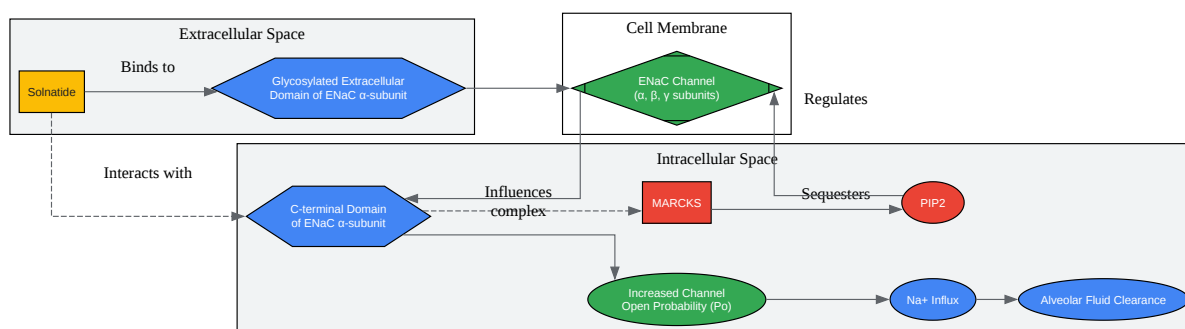 Extracellular Space
Cell Membrane
Solnatide
Binds to
Glycosylated Extracellular
Domain of ENaC α-subunit
ENaC Channel
(α, β, γ subunits)
Regulates
Interacts with
Intracellular Space
C-terminal Domain
of ENaC α-subunit
Influences
complex
MARCKS
Sequesters
PIP2
Increased Channel
Open Probability (Po)
Na+ Influx
Alveolar Fluid Clearance